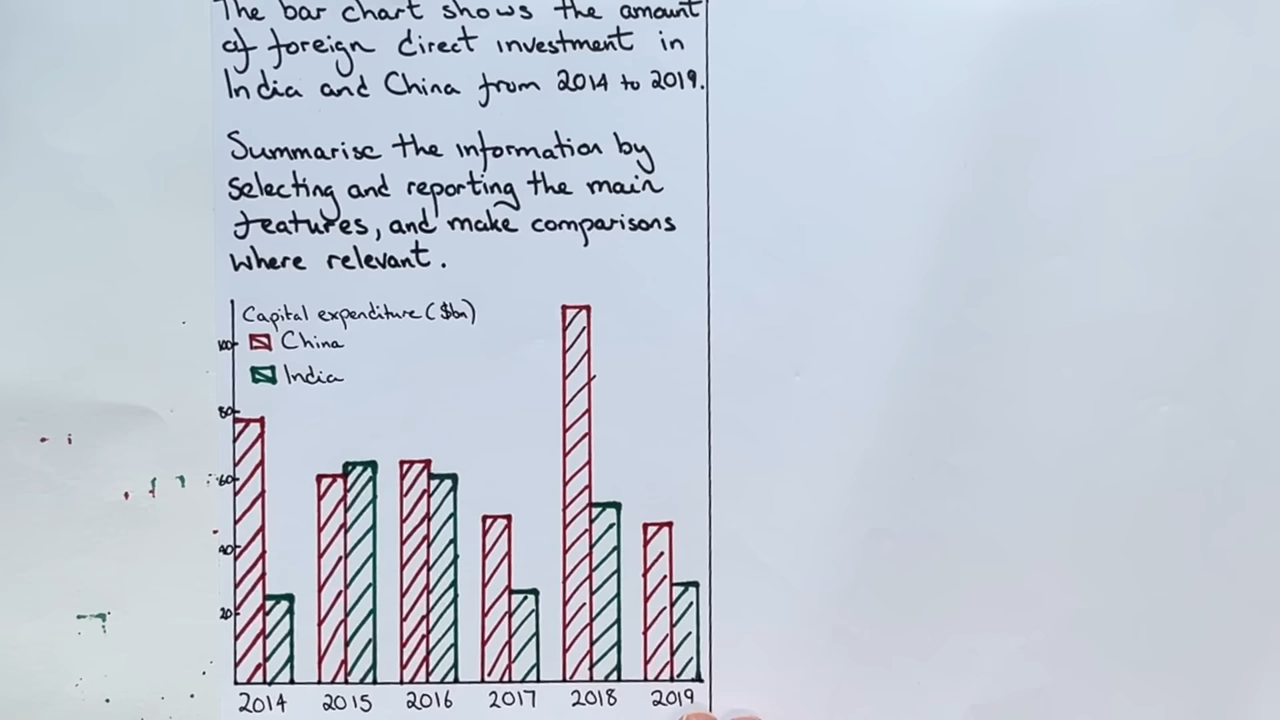 The bar chart shows the amount
of foreign direct investment in
India and China from 2014 to 2019.
Summarise the information by
selecting and reporting the main
features, and make comparisons
where relevant.
Capital expenditure ($bn)
China
India
100
80
60
40
20
2014 2015 2016 2017 2018 2019